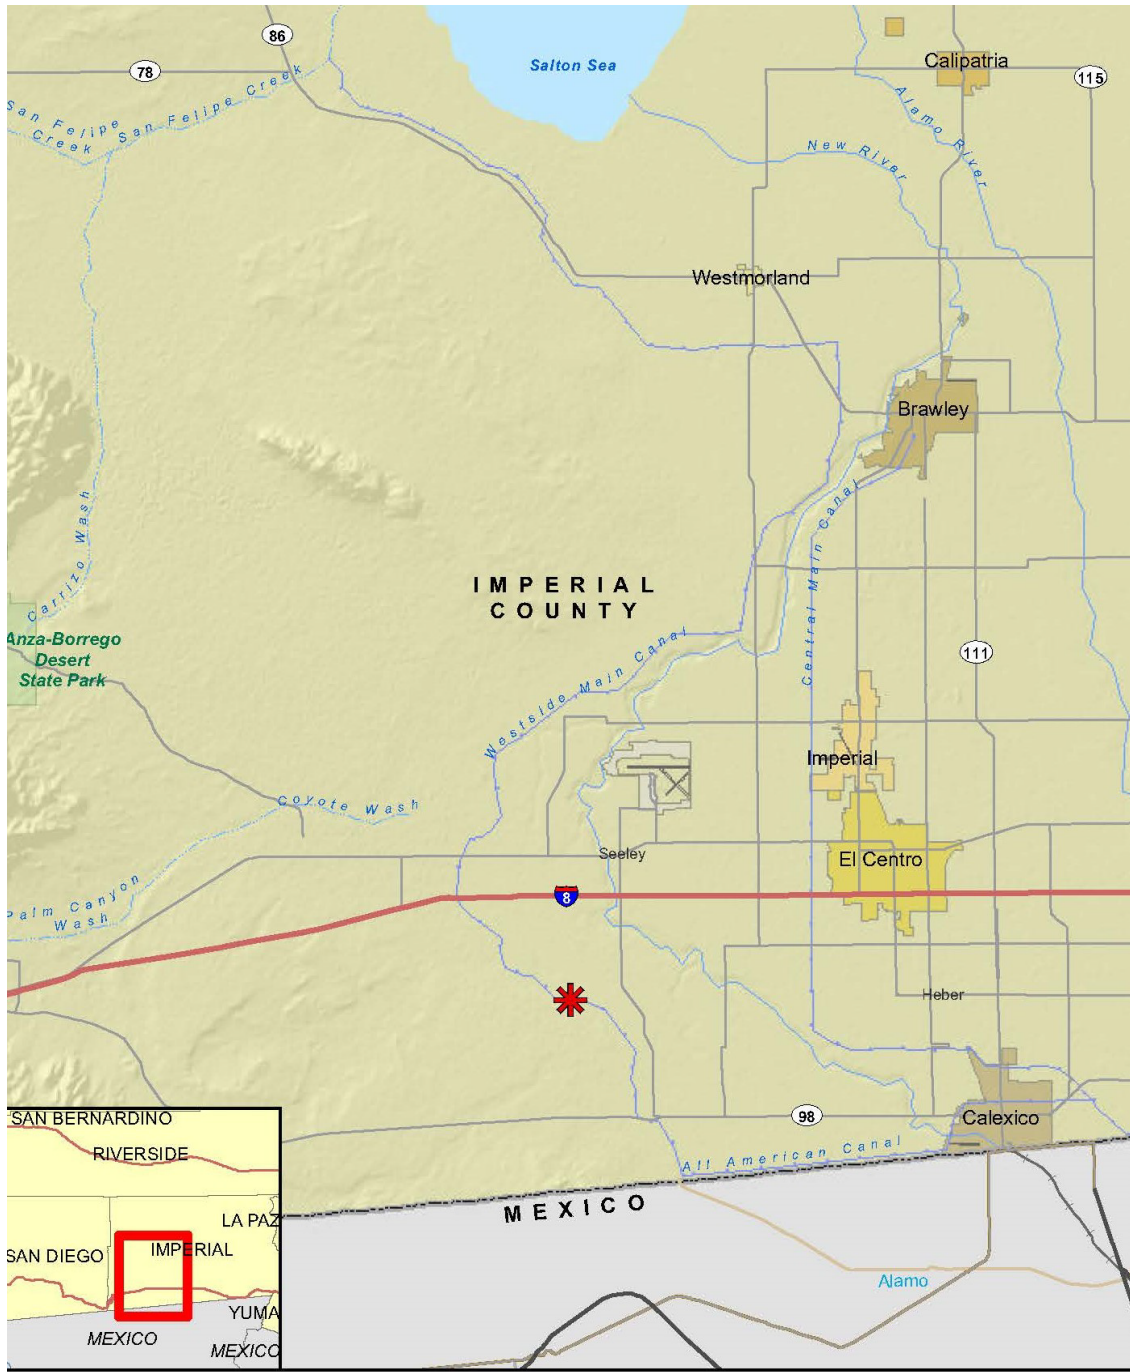 86
Salton Sea
Calipatria
78
115
San Felipe Creek
San Felipe
Creek
Alamo River
New River
Westmorland
Brawley
Carrizo Wash
Central Main Canal
IMPERIAL
COUNTY
Anza-Borrego
Desert
State Park
Westside Main Canal
111
Imperial
Coyote Wash
Seeley
El Centro
8
Palm Canyon
Wash
Heber
98
Calexico
All American Canal
MEXICO
Alamo
SAN BERNARDINO
RIVERSIDE
LA PAZ
SAN DIEGO
IMPERIAL
YUMA
MEXICO
MEXICO